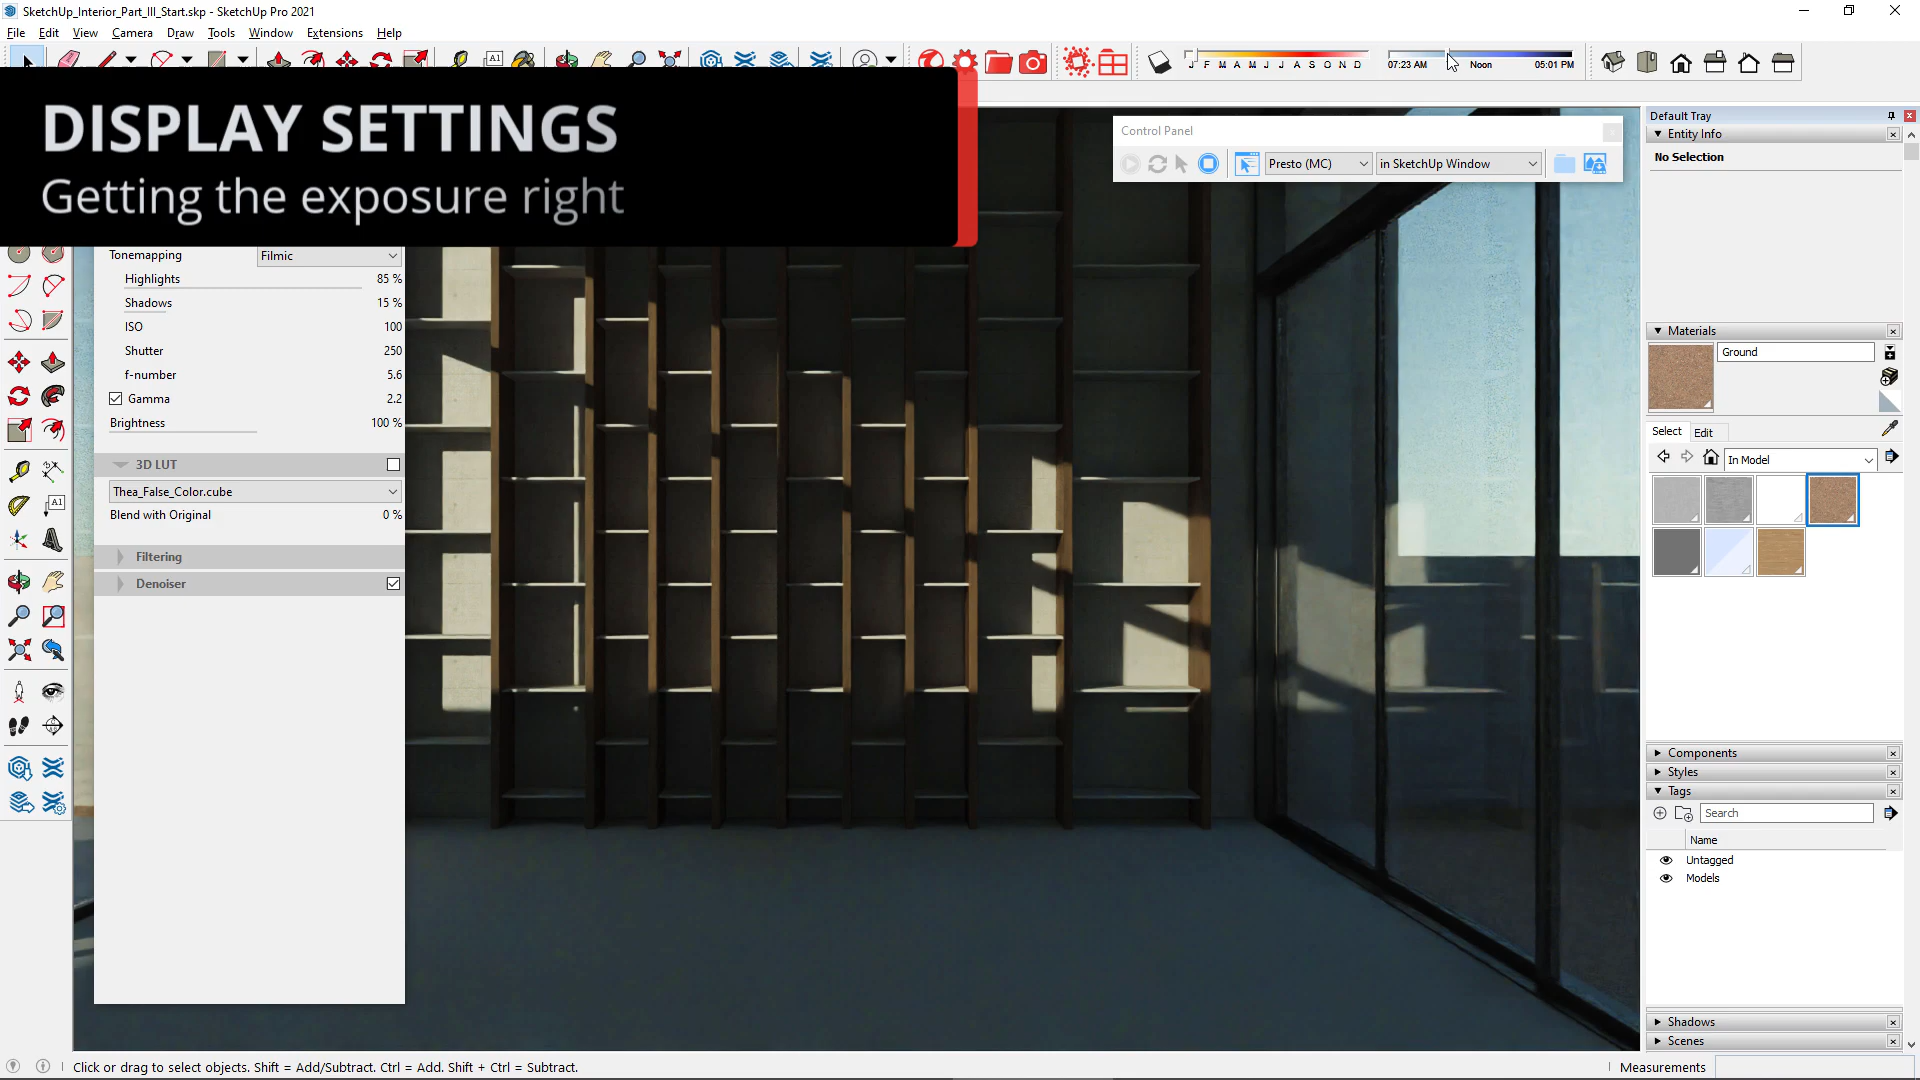 SketchUp_Interior_Part_III_Start.skp - SketchUp Pro 2021
File Edit View Camera Draw Tools Window Extensions Help
J F M A M J J A S O N D
07:23 AM Noon 05:01 PM
DISPLAY SETTINGS
Getting the exposure right
Control Panel
Presto (MC) in SketchUp Window
Tonemapping Filmic
Highlights 85 %
Shadows 15 %
ISO 100
Shutter 250
f-number 5.6
Gamma 2.2
Brightness 100 %
3D LUT
Thea_False_Color.cube
Blend with Original 0 %
Filtering
Denoiser
Default Tray
Entity Info
No Selection
Materials
Ground
Select Edit
In Model
Components
Styles
Tags
Search
Name
Untagged
Models
Shadows
Scenes
Click or drag to select objects. Shift = Add/Subtract. Ctrl = Add. Shift + Ctrl = Subtract.
Measurements